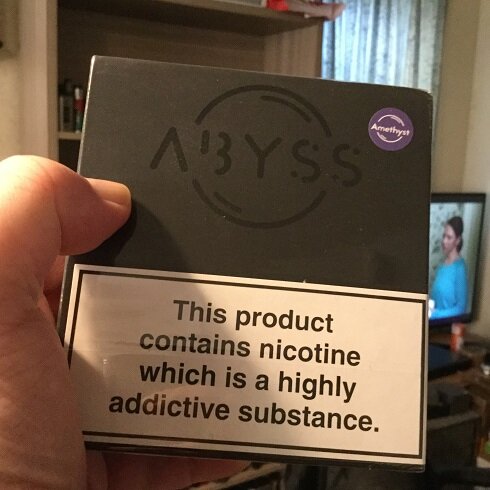 ABYSS
Amethyst
This product
contains nicotine
which is a highly
addictive substance.